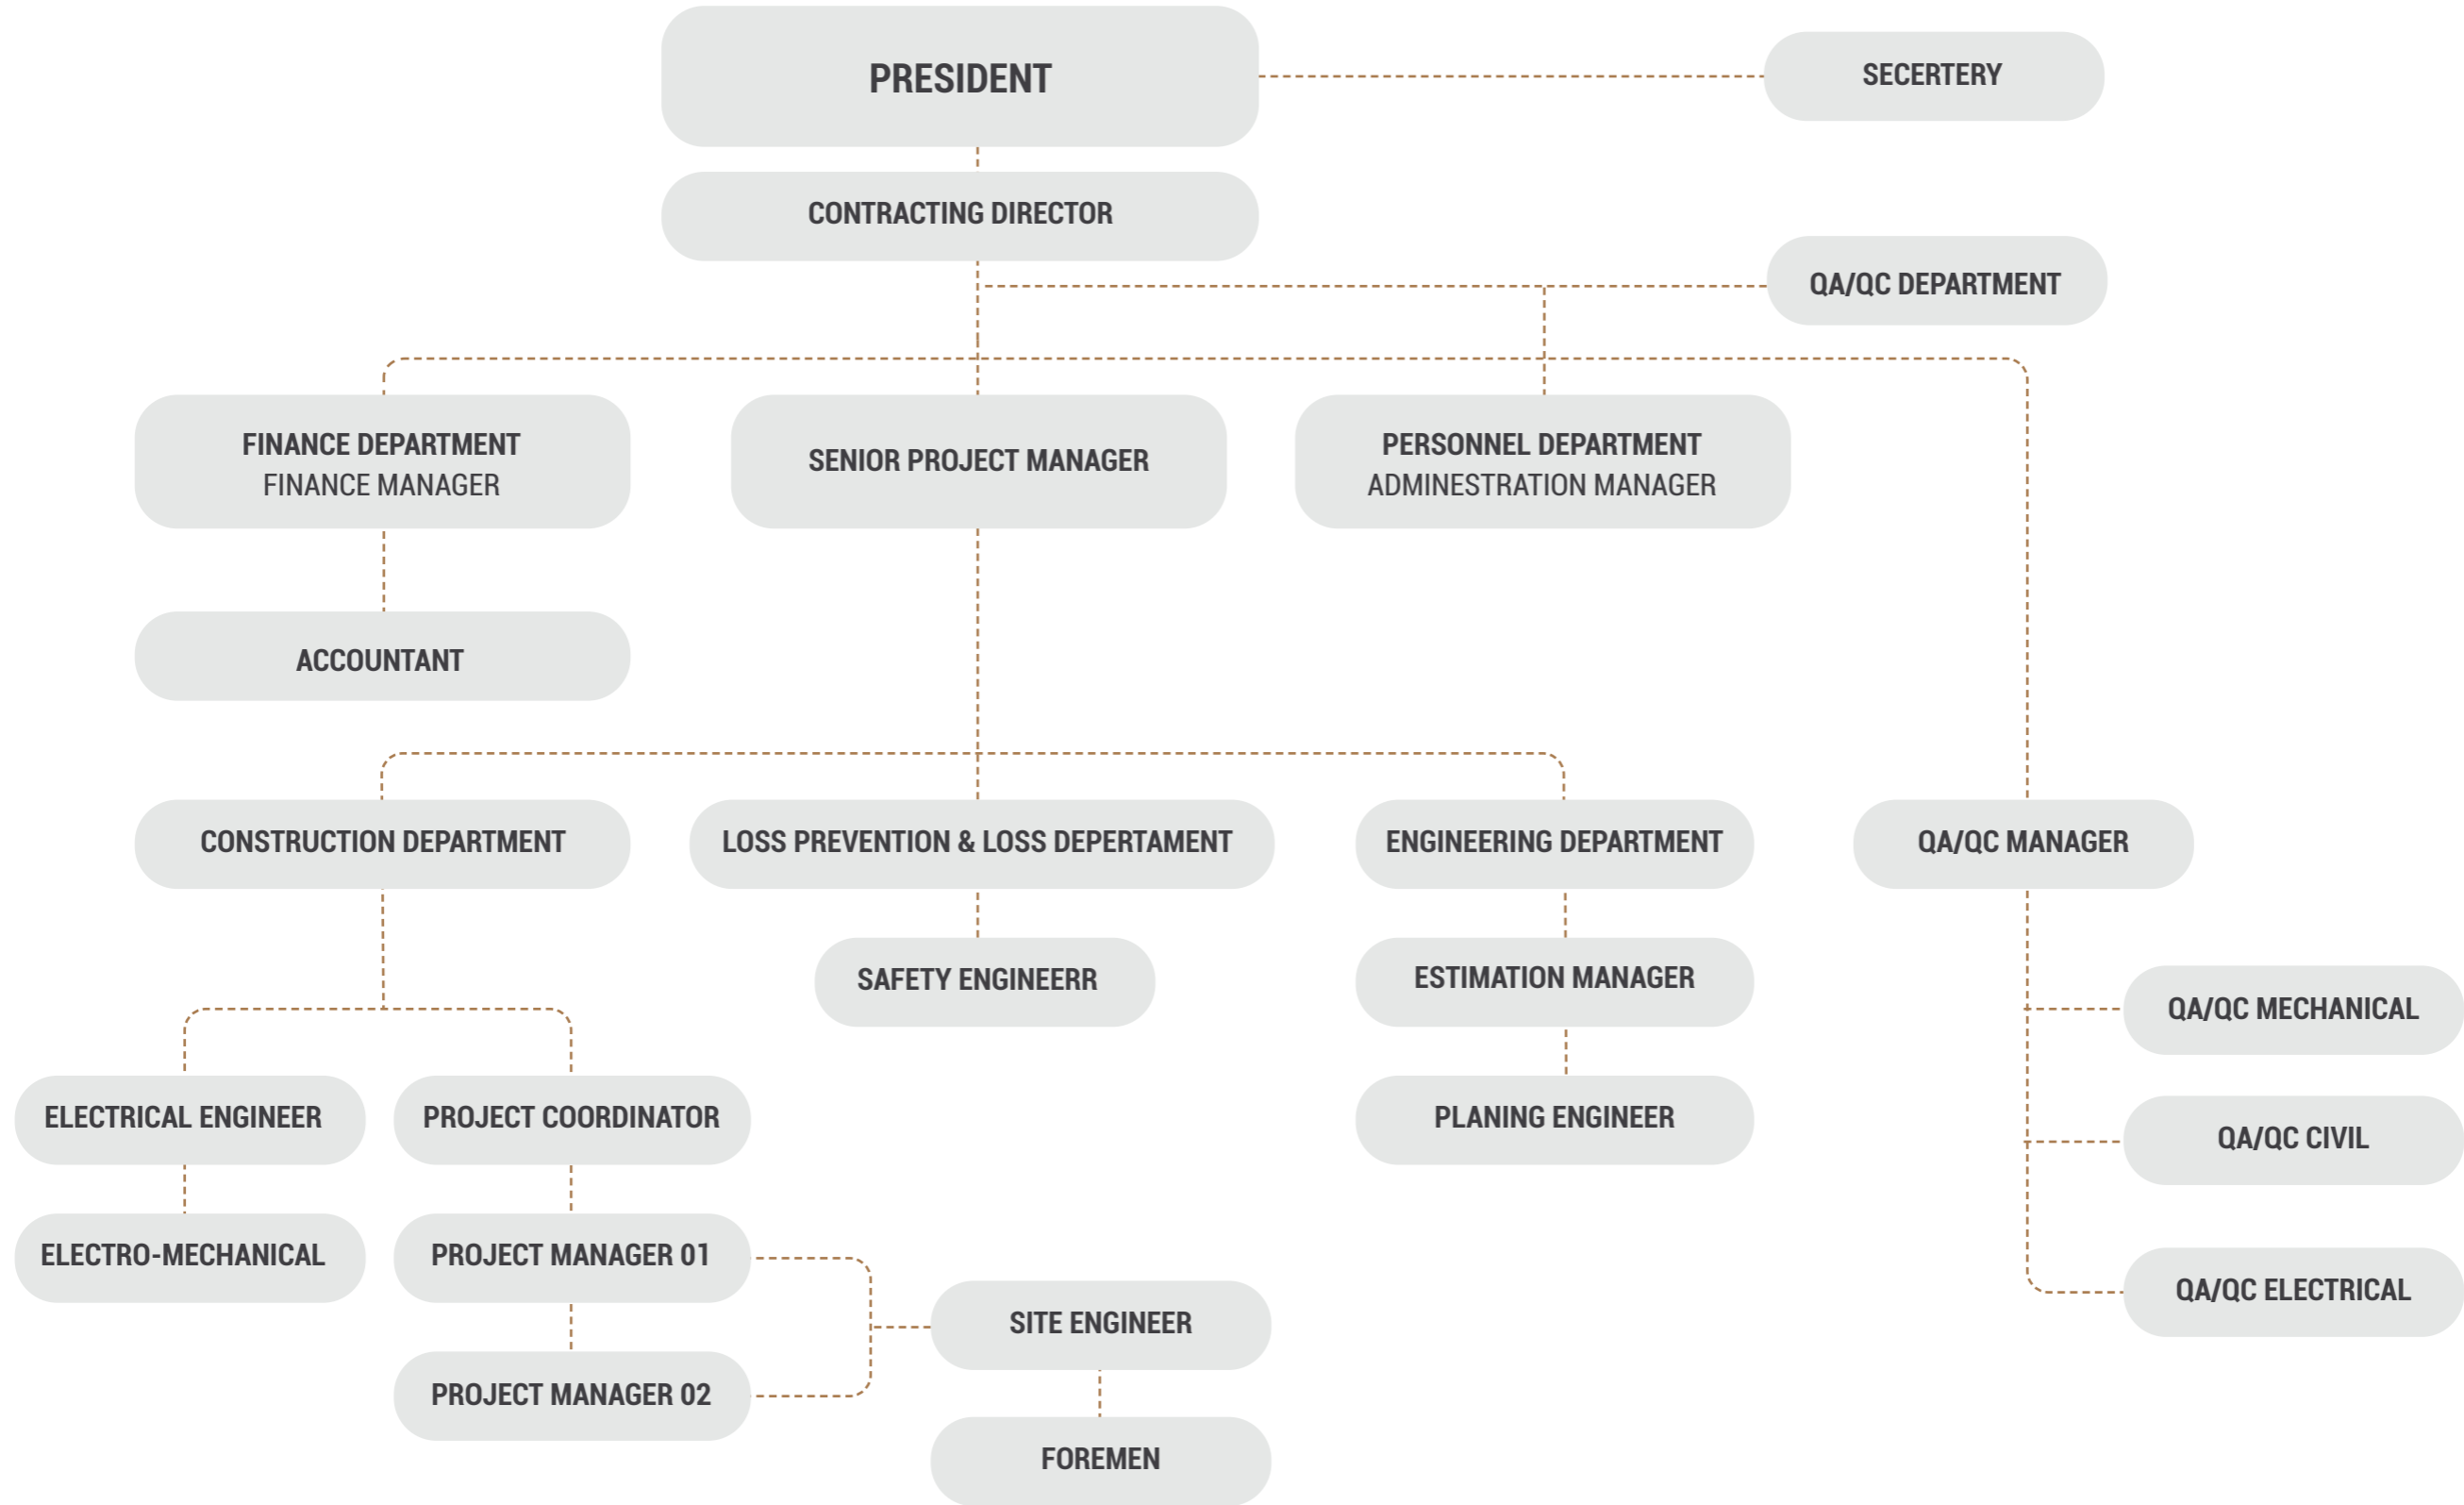 PRESIDENT
SECERTERY
CONTRACTING DIRECTOR
QA/QC DEPARTMENT
FINANCE DEPARTMENT
FINANCE MANAGER
SENIOR PROJECT MANAGER
PERSONNEL DEPARTMENT
ADMINESTRATION MANAGER
ACCOUNTANT
CONSTRUCTION DEPARTMENT
LOSS PREVENTION & LOSS DEPERTAMENT
ENGINEERING DEPARTMENT
QA/QC MANAGER
SAFETY ENGINEERR
ESTIMATION MANAGER
QA/QC MECHANICAL
ELECTRICAL ENGINEER
PROJECT COORDINATOR
PLANING ENGINEER
QA/QC CIVIL
ELECTRO-MECHANICAL
PROJECT MANAGER 01
QA/QC ELECTRICAL
SITE ENGINEER
PROJECT MANAGER 02
FOREMEN